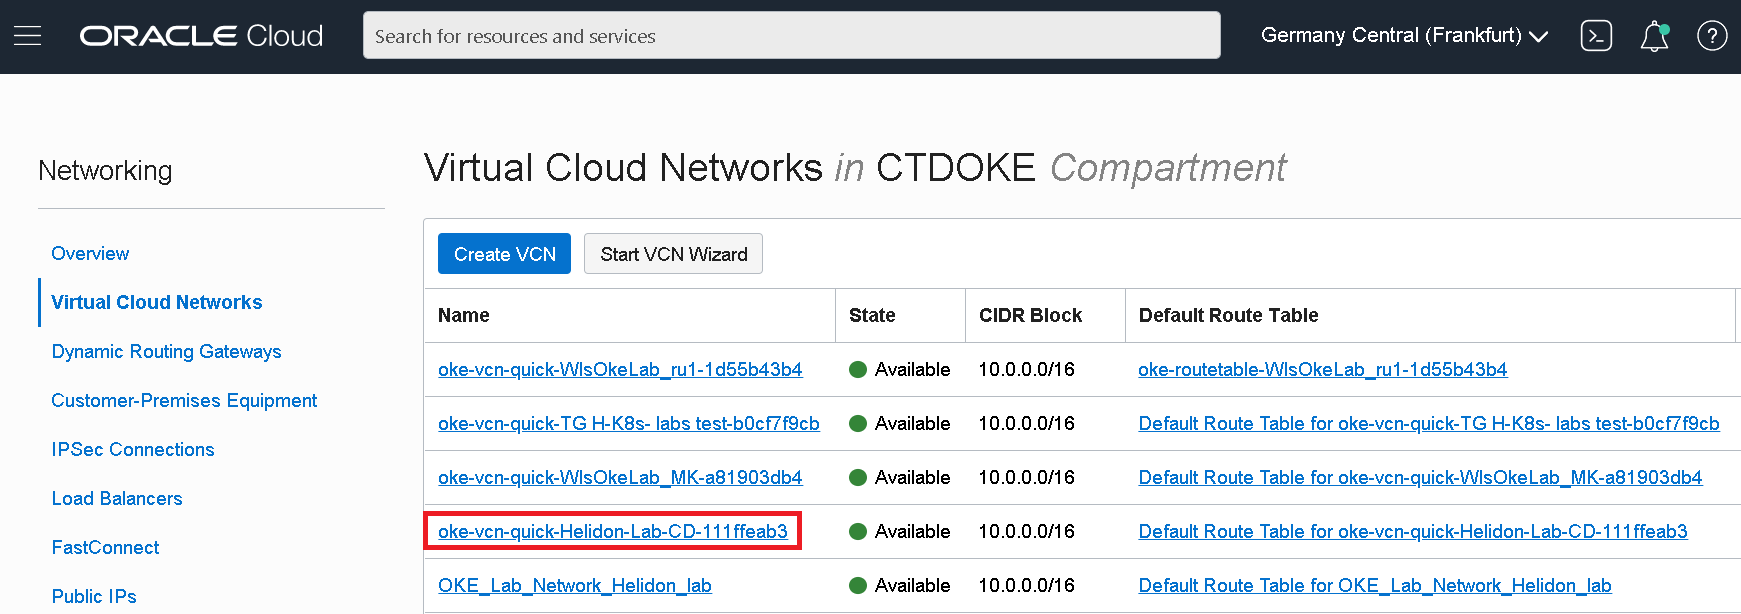 ORACLE Cloud
Search for resources and services
Germany Central (Frankfurt)
Networking
Overview
Virtual Cloud Networks
Dynamic Routing Gateways
Customer-Premises Equipment
IPSec Connections
Load Balancers
FastConnect
Public IPs
Virtual Cloud Networks in CTDOKE Compartment
Create VCN Start VCN Wizard
Name State CIDR Block Default Route Table
oke-vcn-quick-WlsOkeLab_ru1-1d55b43b4 Available 10.0.0.0/16 oke-routetable-WlsOkeLab_ru1-1d55b43b4
oke-vcn-quick-TG H-K8s- labs test-b0cf7f9cb Available 10.0.0.0/16 Default Route Table for oke-vcn-quick-TG H-K8s- labs test-b0cf7f9cb
oke-vcn-quick-WlsOkeLab_MK-a81903db4 Available 10.0.0.0/16 Default Route Table for oke-vcn-quick-WlsOkeLab_MK-a81903db4
oke-vcn-quick-Helidon-Lab-CD-111ffeab3 Available 10.0.0.0/16 Default Route Table for oke-vcn-quick-Helidon-Lab-CD-111ffeab3
OKE_Lab_Network_Helidon_lab Available 10.0.0.0/16 Default Route Table for OKE_Lab_Network_Helidon_lab